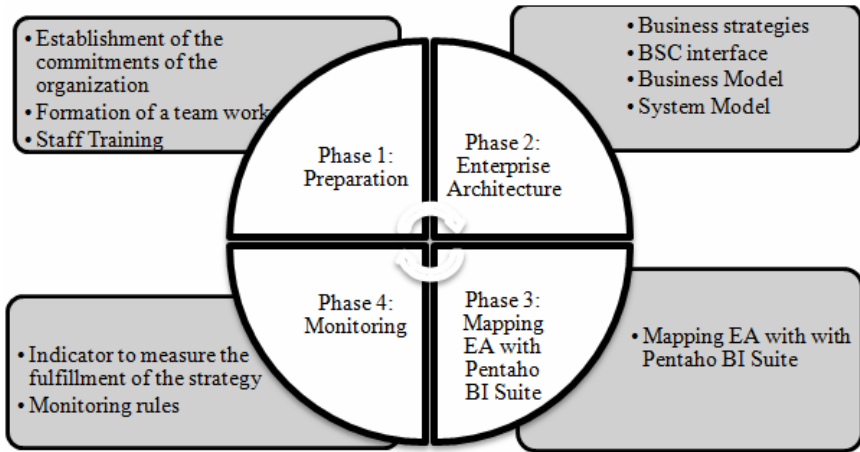 • Establishment of the
commitments of the
organization
• Formation of a team work
• Staff Training
• Business strategies
• BSC interface
• Business Model
• System Model
Phase 1:
Preparation
Phase 2:
Enterprise
Architecture
Phase 4:
Monitoring
Phase 3:
Mapping
EA with
Pentaho
BI Suite
• Indicator to measure the
fulfillment of the strategy
• Monitoring rules
• Mapping EA with with
Pentaho BI Suite